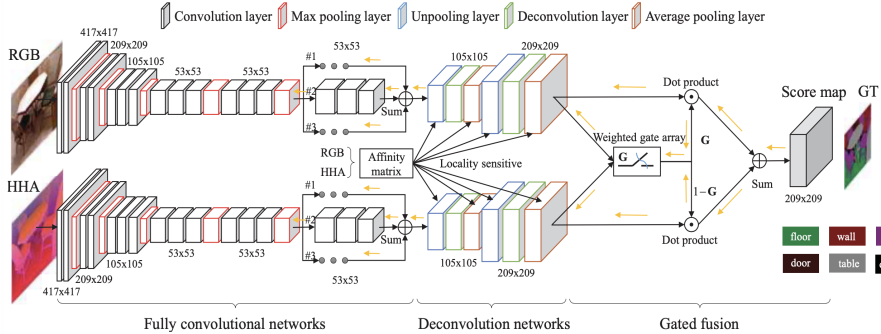 Convolution layer
Max pooling layer
Unpooling layer
Deconvolution layer
Average pooling layer
RGB
417x417
209x209
105x105
53x53
53x53
53x53
#1
#2
#3
Sum
105x105
209x209
Dot product
Score map
GT
RGB
HHA
Affinity
matrix
Locality sensitive
Weighted gate array
G
G
1-G
Sum
209x209
HHA
#1
#2
#3
Sum
53x53
53x53
53x53
105x105
209x209
417x417
105x105
209x209
Dot product
floor
wall
door
table
Fully convolutional networks
Deconvolution networks
Gated fusion